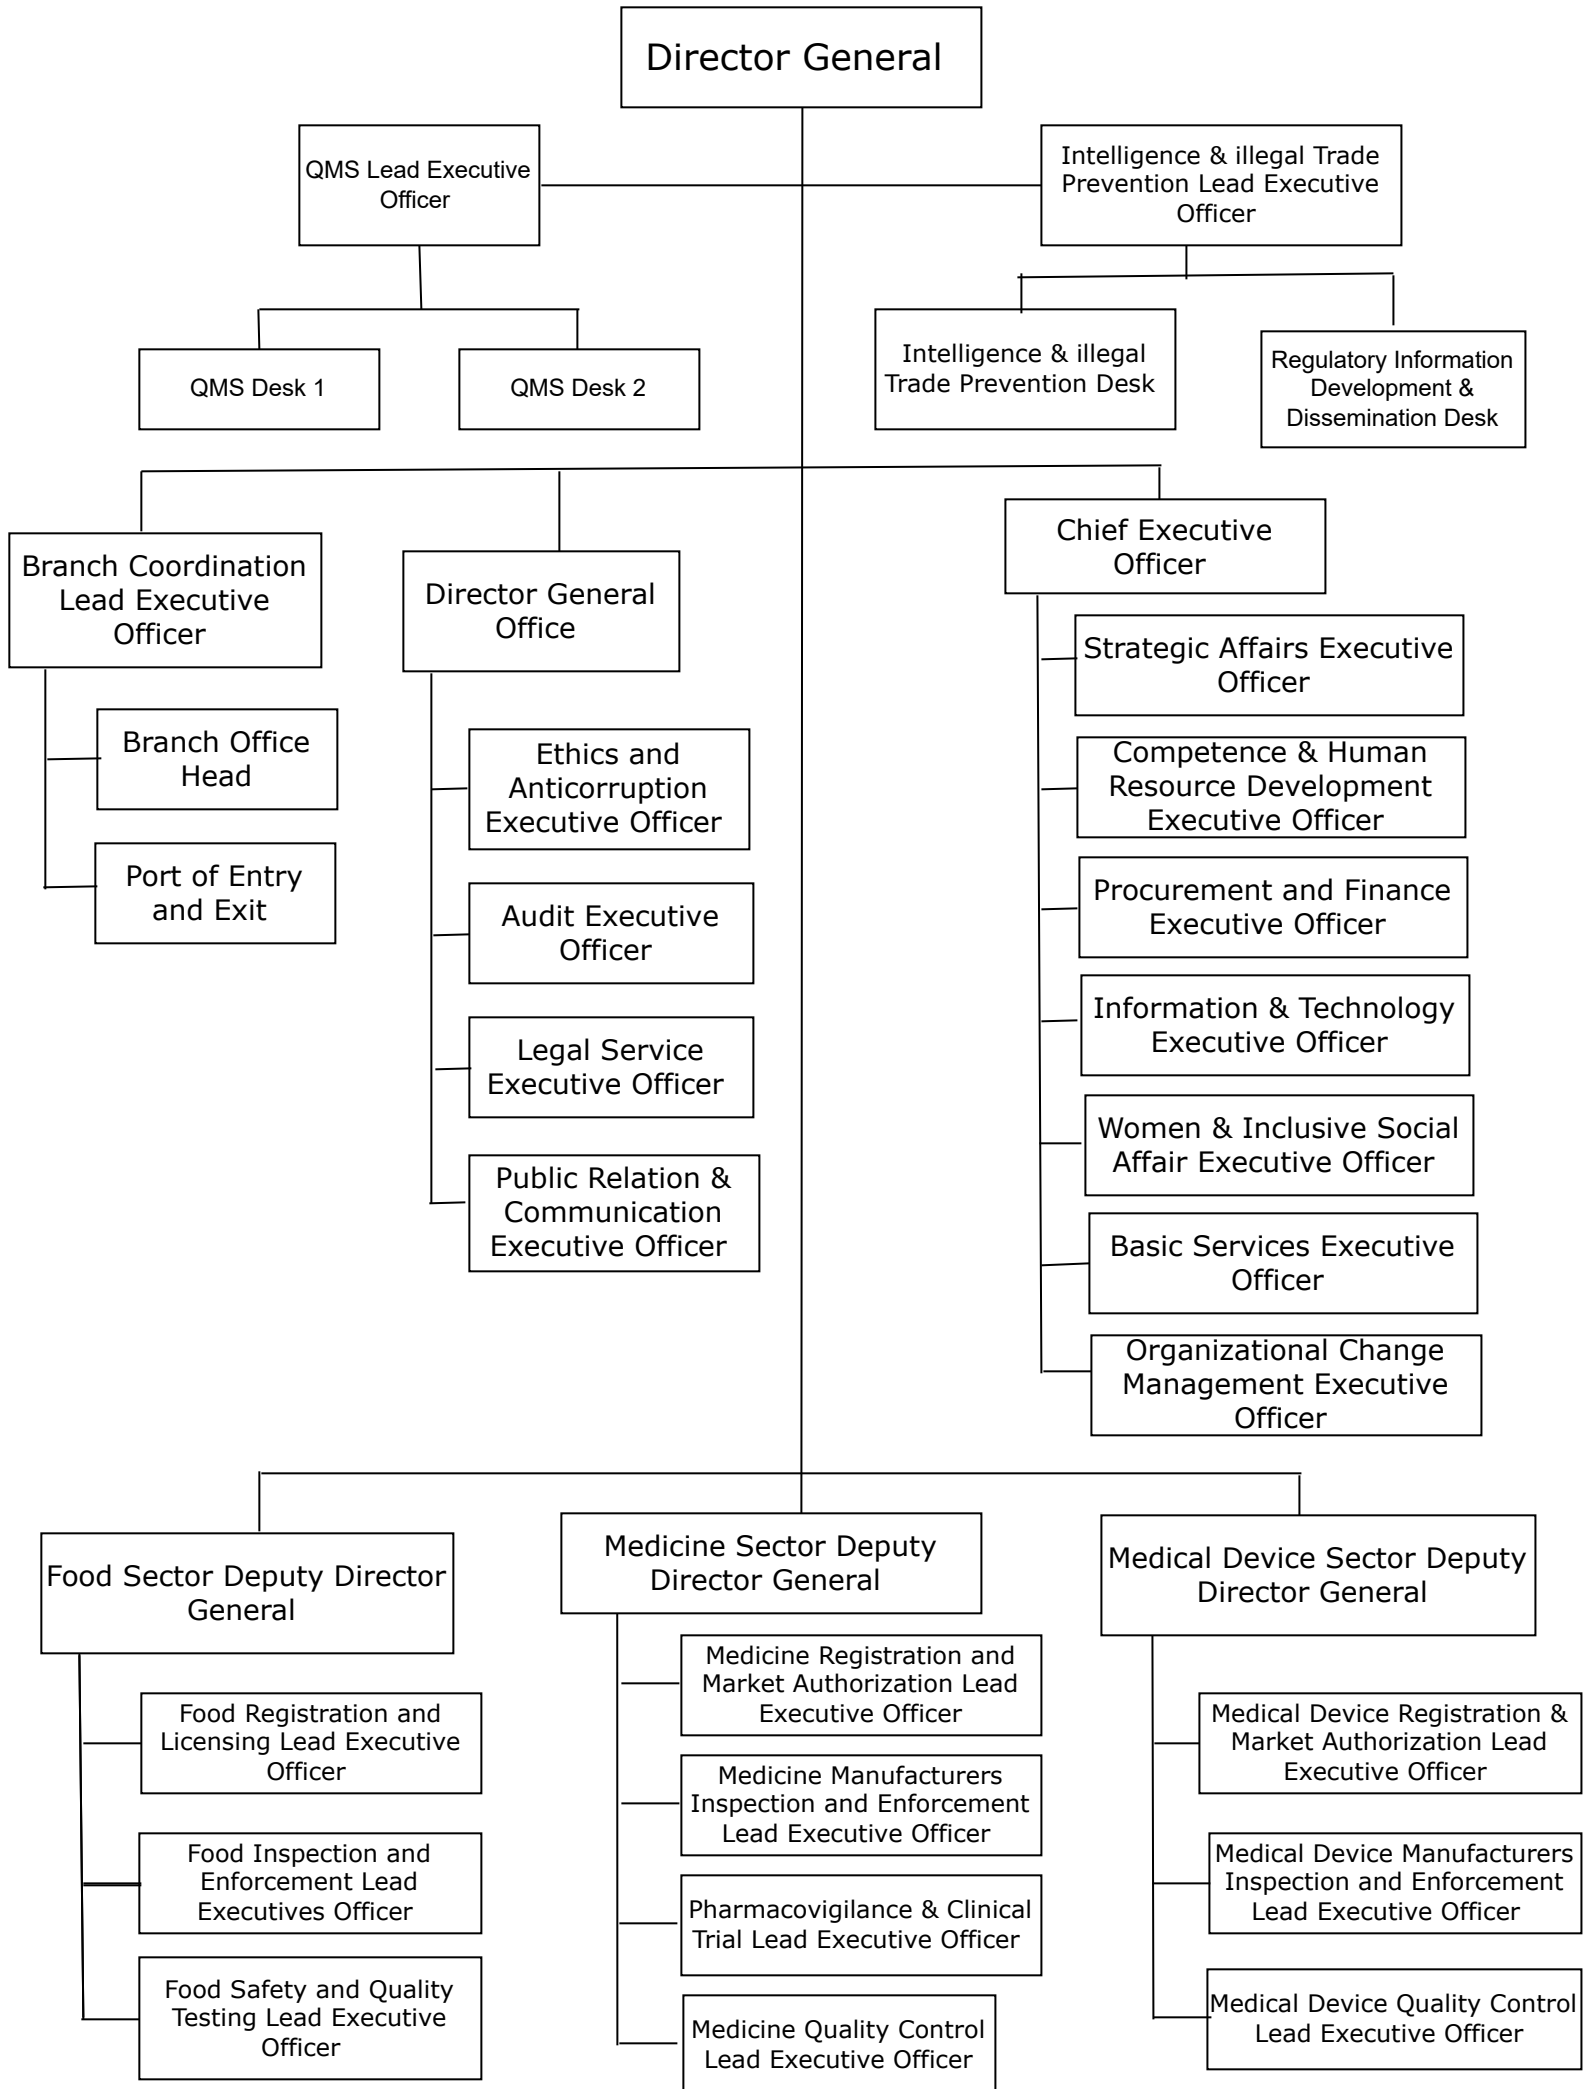 Director General
QMS Lead Executive
Officer
Intelligence & illegal Trade
Prevention Lead Executive
Officer
QMS Desk 1
QMS Desk 2
Intelligence & illegal
Trade Prevention Desk
Regulatory Information
Development &
Dissemination Desk
Branch Coordination
Lead Executive
Officer
Branch Office
Head
Port of Entry
and Exit
Director General
Office
Ethics and
Anticorruption
Executive Officer
Audit Executive
Officer
Legal Service
Executive Officer
Public Relation &
Communication
Executive Officer
Chief Executive
Officer
Strategic Affairs Executive
Officer
Competence & Human
Resource Development
Executive Officer
Procurement and Finance
Executive Officer
Information & Technology
Executive Officer
Women & Inclusive Social
Affair Executive Officer
Basic Services Executive
Officer
Organizational Change
Management Executive
Officer
Food Sector Deputy Director
General
Food Registration and
Licensing Lead Executive
Officer
Food Inspection and
Enforcement Lead
Executives Officer
Food Safety and Quality
Testing Lead Executive
Officer
Medicine Sector Deputy
Director General
Medicine Registration and
Market Authorization Lead
Executive Officer
Medicine Manufacturers
Inspection and Enforcement
Lead Executive Officer
Pharmacovigilance & Clinical
Trial Lead Executive Officer
Medicine Quality Control
Lead Executive Officer
Medical Device Sector Deputy
Director General
Medical Device Registration &
Market Authorization Lead
Executive Officer
Medical Device Manufacturers
Inspection and Enforcement
Lead Executive Officer
Medical Device Quality Control
Lead Executive Officer